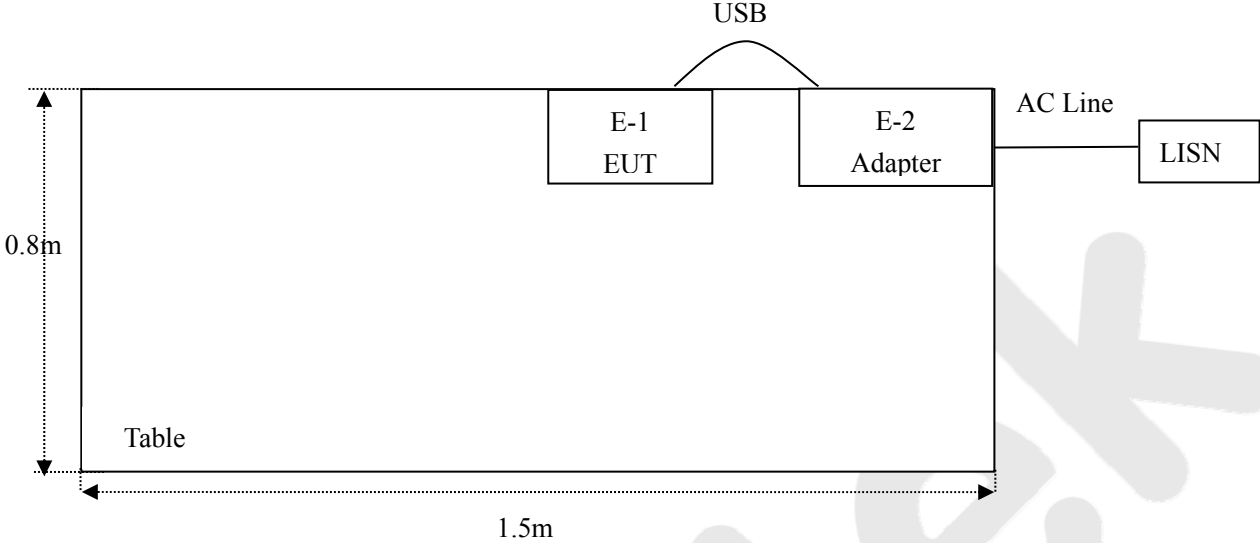 USB
AC Line
E-1
EUT
E-2
Adapter
LISN
0.8m
Table
1.5m